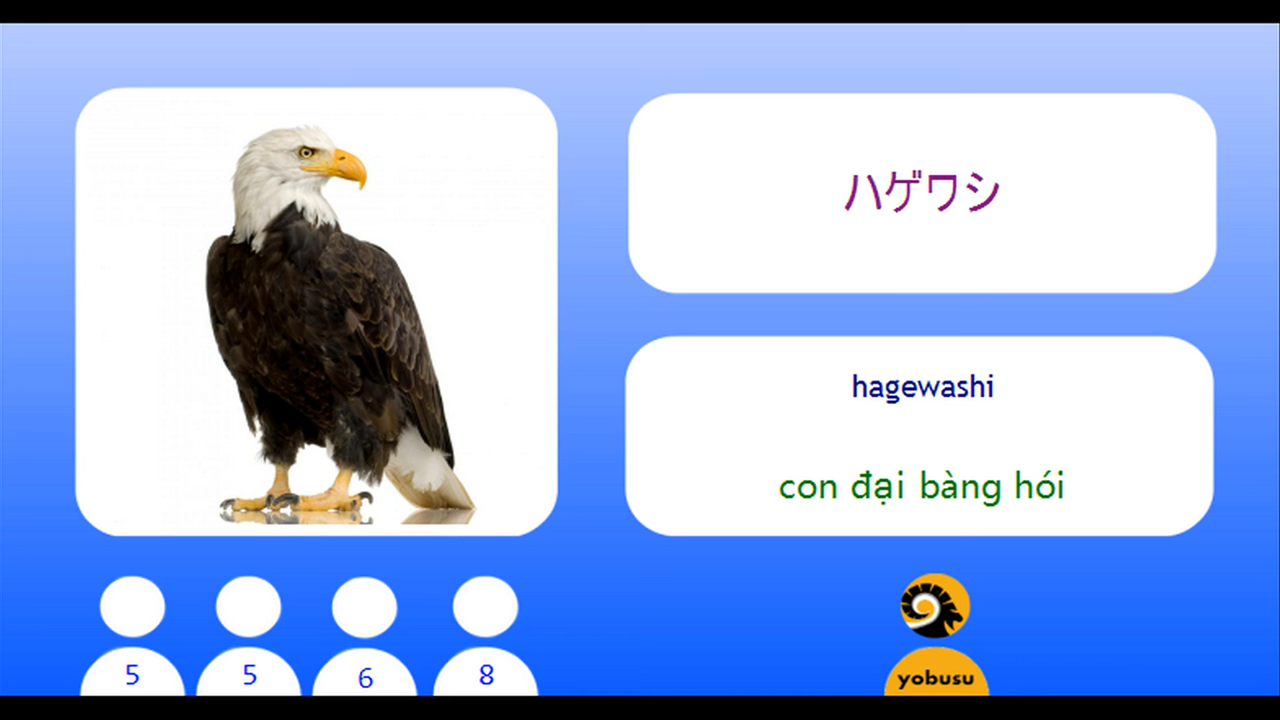 ハゲワシ
hagewashi
con đại bàng hói
5 5 6 8
yobusu